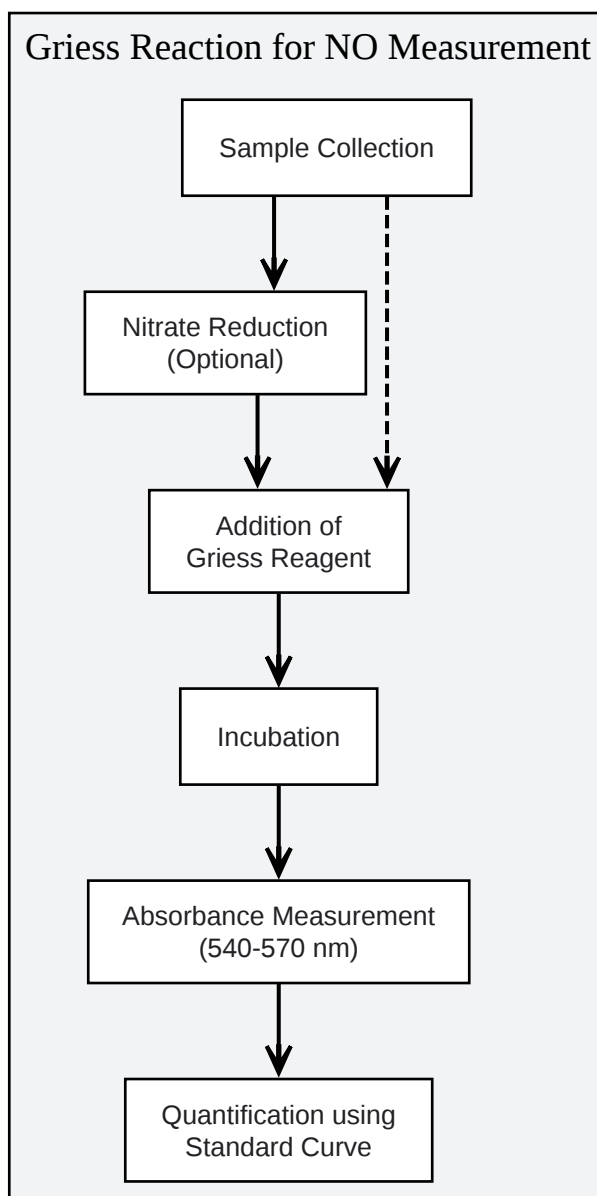 Griess Reaction for NO Measurement
Sample Collection
Nitrate Reduction
(Optional)
Addition of
Griess Reagent
Incubation
Absorbance Measurement
(540-570 nm)
Quantification using
Standard Curve